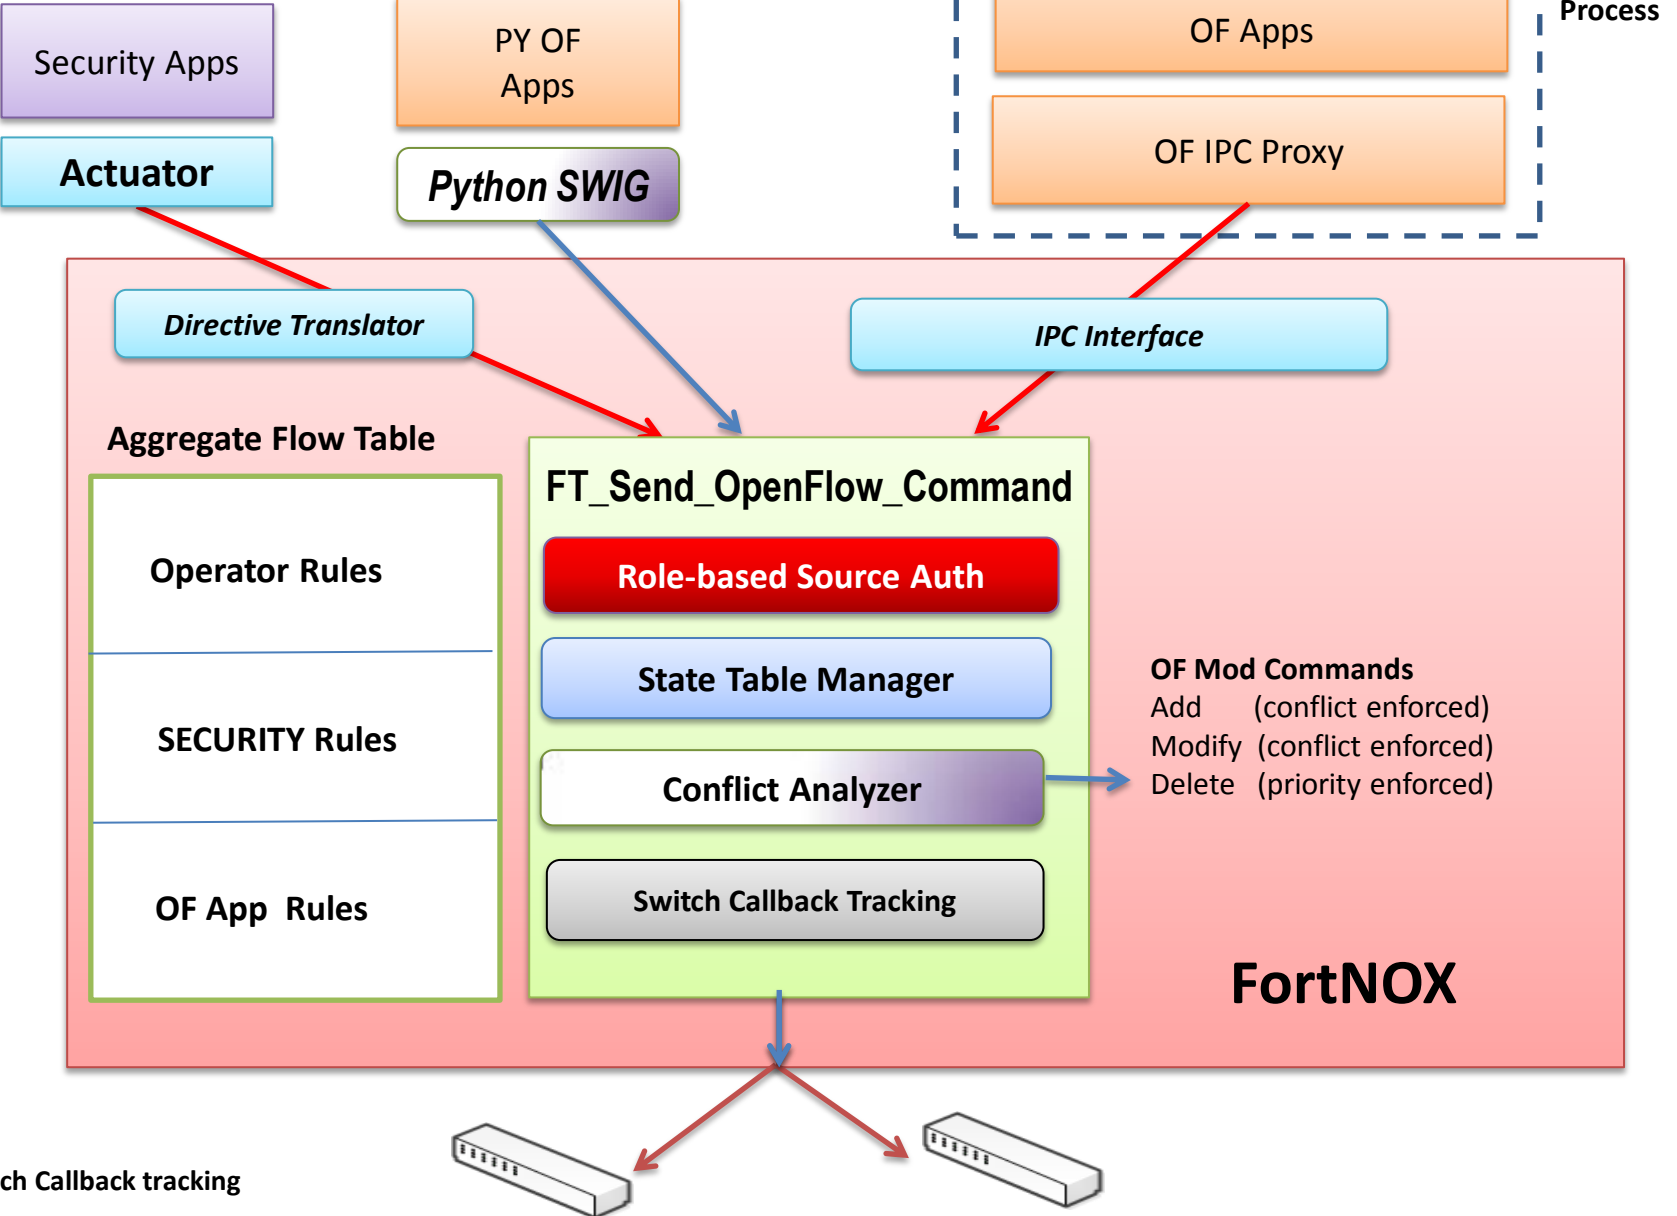 Process
Security Apps
PY OF
Apps
OF Apps
Actuator
Python SWIG
OF IPC Proxy
Directive Translator
IPC Interface
Aggregate Flow Table
FT_Send_OpenFlow_Command
Operator Rules
Role-based Source Auth
State Table Manager
SECURITY Rules
Conflict Analyzer
OF Mod Commands
Add (conflict enforced)
Modify (conflict enforced)
Delete (priority enforced)
OF App Rules
Switch Callback Tracking
FortNOX
ch Callback tracking